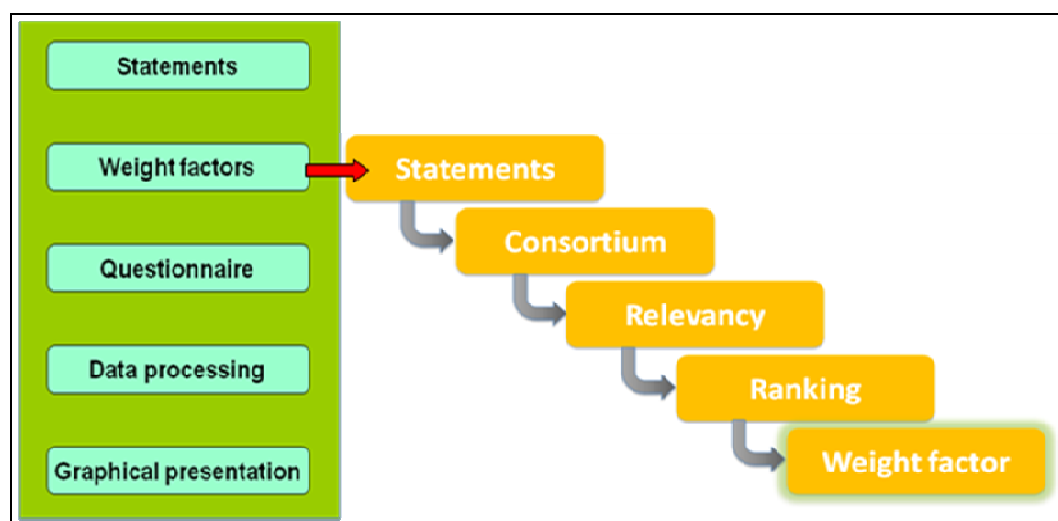 Statements
Weight factors
Questionnaire
Data processing
Graphical presentation
Statements
Consortium
Relevancy
Ranking
Weight factor